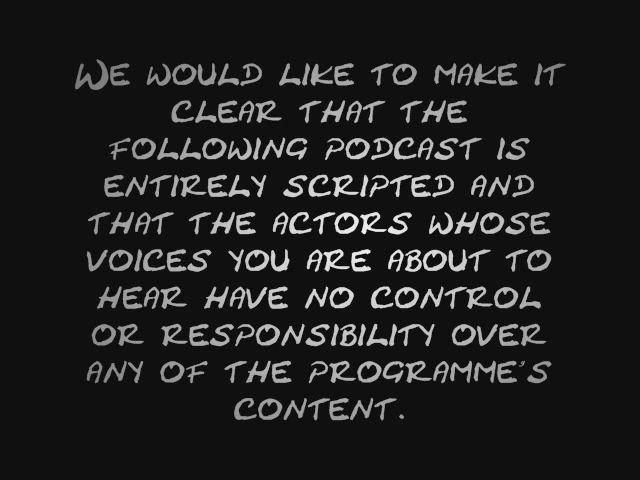 WE WOULD LIKE TO MAKE IT
CLEAR THAT THE
FOLLOWING PODCAST IS
ENTIRELY SCRIPTED AND
THAT THE ACTORS WHOSE
VOICES YOU ARE ABOUT TO
HEAR HAVE NO CONTROL
OR RESPONSIBILITY OVER
ANY OF THE PROGRAMME'S
CONTENT.